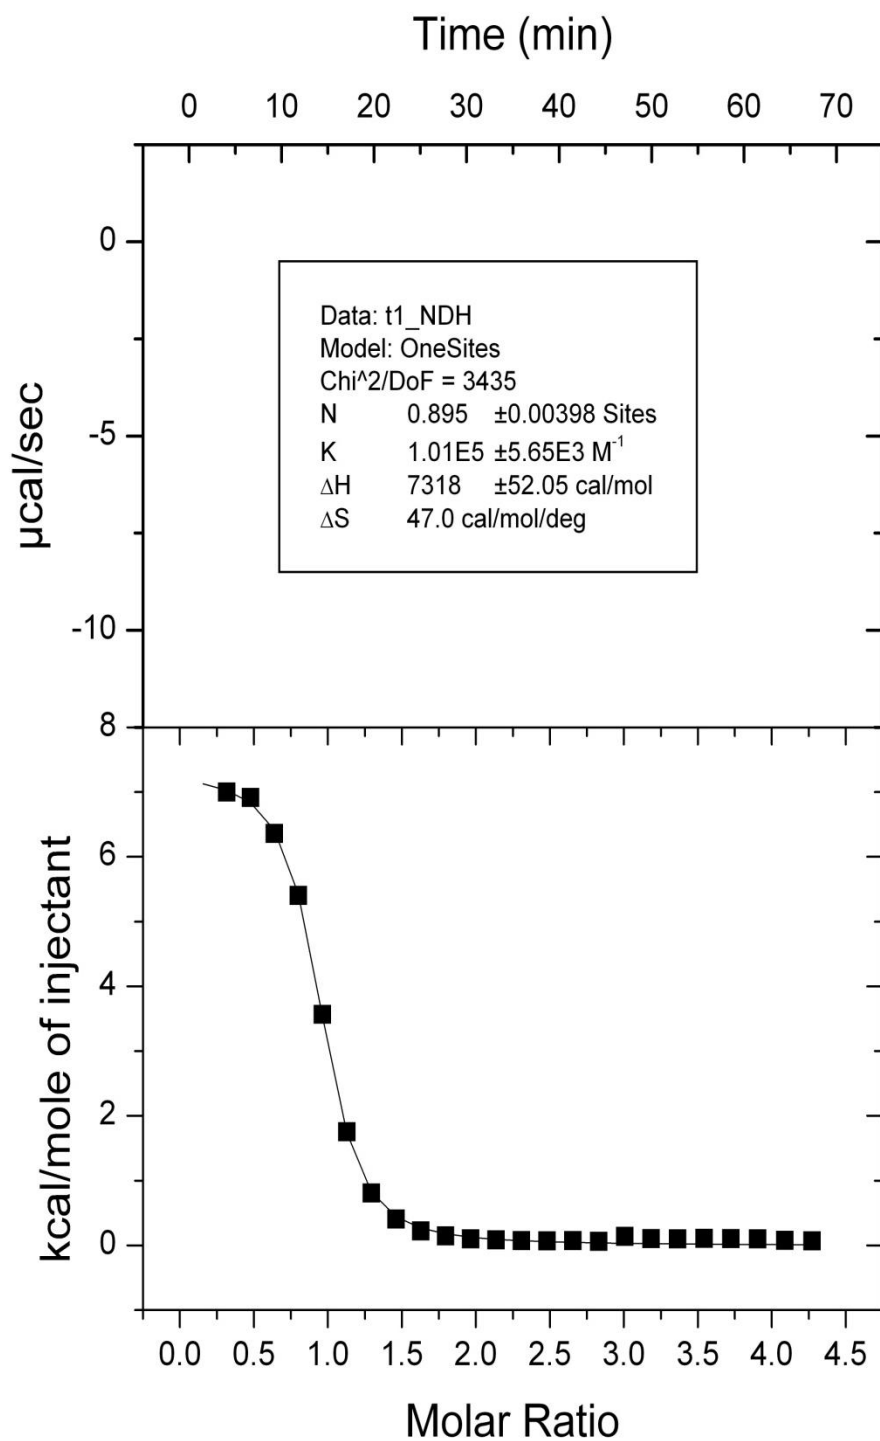 Time (min)
0 10 20 30 40 50 60 70
0
-5
-10
µcal/sec
Data: t1_NDH
Model: OneSites
Chi^2/DoF = 3435
N 0.895 ±0.00398 Sites
K 1.01E5 ±5.65E3 M⁻¹
ΔH 7318 ±52.05 cal/mol
ΔS 47.0 cal/mol/deg
8
6
4
2
0
kcal/mole of injectant
0.0 0.5 1.0 1.5 2.0 2.5 3.0 3.5 4.0 4.5
Molar Ratio